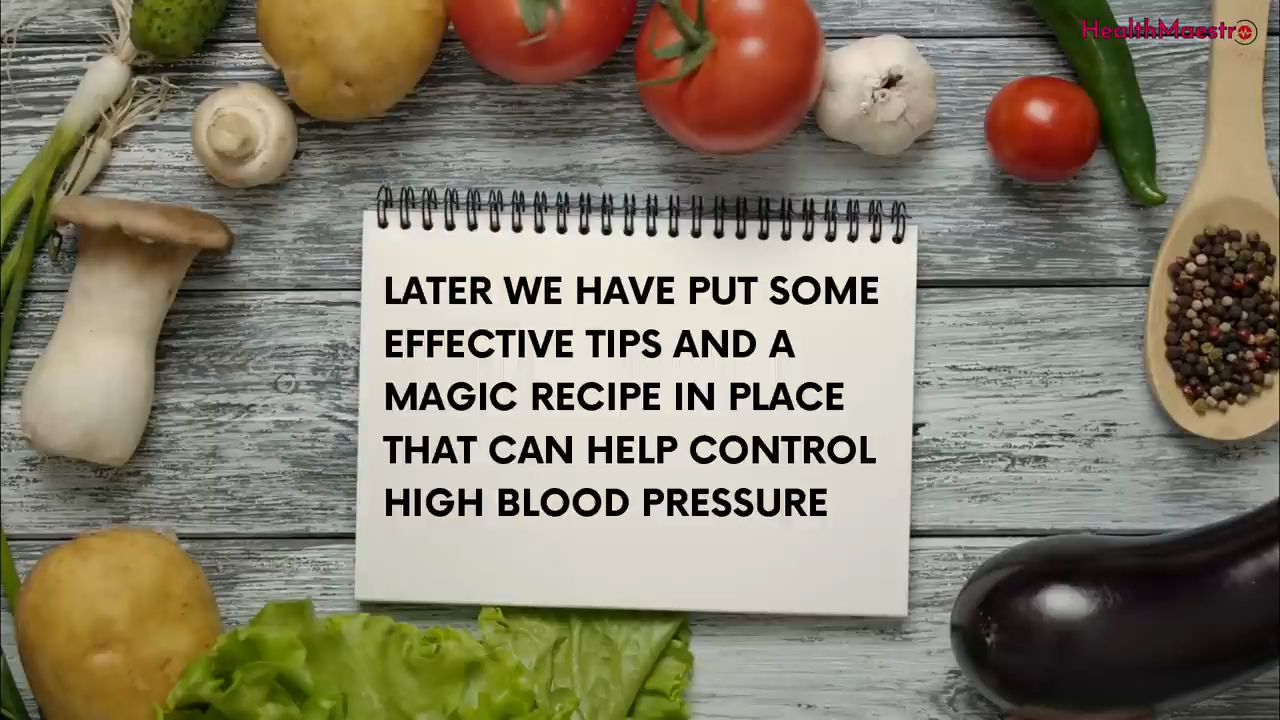 HealthMaestro
LATER WE HAVE PUT SOME
EFFECTIVE TIPS AND A
MAGIC RECIPE IN PLACE
THAT CAN HELP CONTROL
HIGH BLOOD PRESSURE